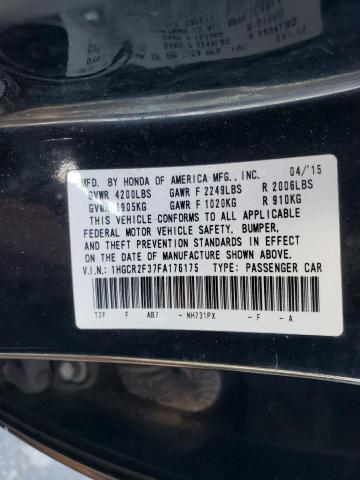 MFD. BY HONDA OF AMERICA MFG., INC. 04/'15
GVWR 4200LBS GAWR F 2249LBS R 2006LBS
GVWR 1905KG GAWR F 1020KG R 910KG
THIS VEHICLE CONFORMS TO ALL APPLICABLE
FEDERAL MOTOR VEHICLE SAFETY, BUMPER,
AND THEFT PREVENTION STANDARDS IN EFFECT
ON THE DATE OF MANUFACTURE SHOWN ABOVE.
V.I.N.: 1HGCR2F37FA176175 TYPE: PASSENGER CAR
T2F F AB7 - NH731PX - F - A